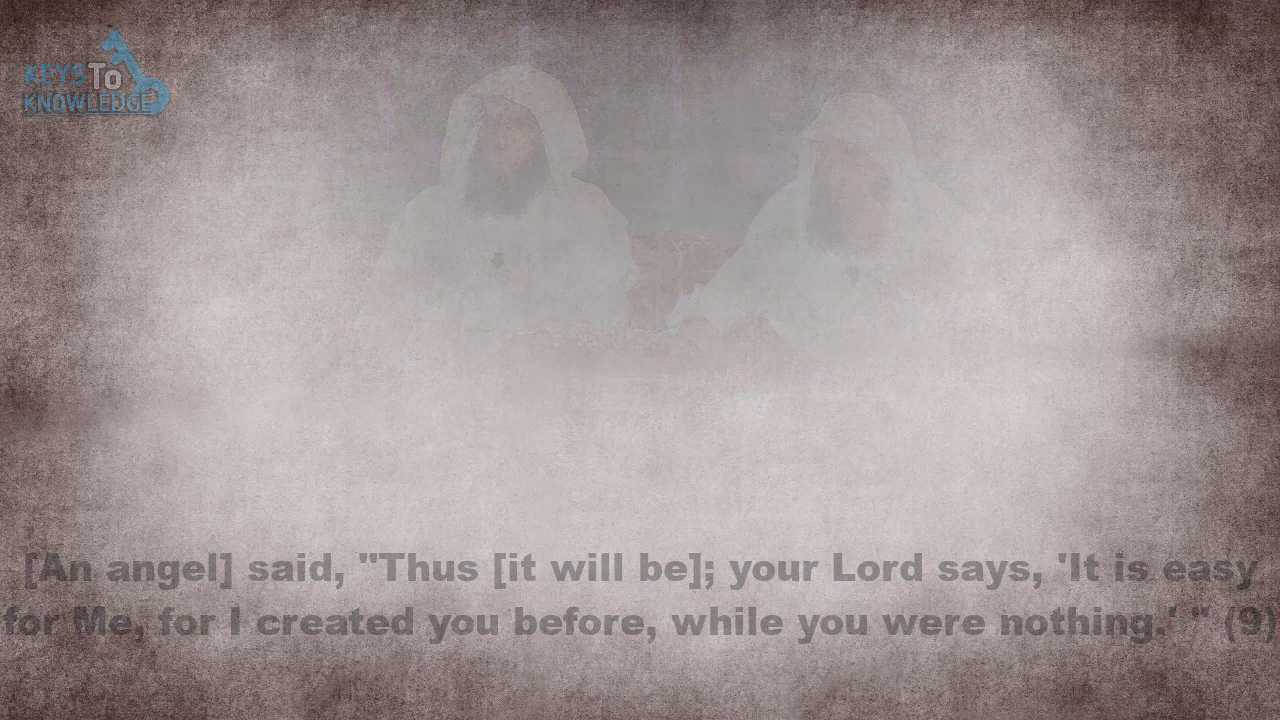 KEYS To
KNOWLEDGE
[An angel] said, "Thus [it will be]; your Lord says, 'It is easy
for Me, for I created you before, while you were nothing.' " (9)